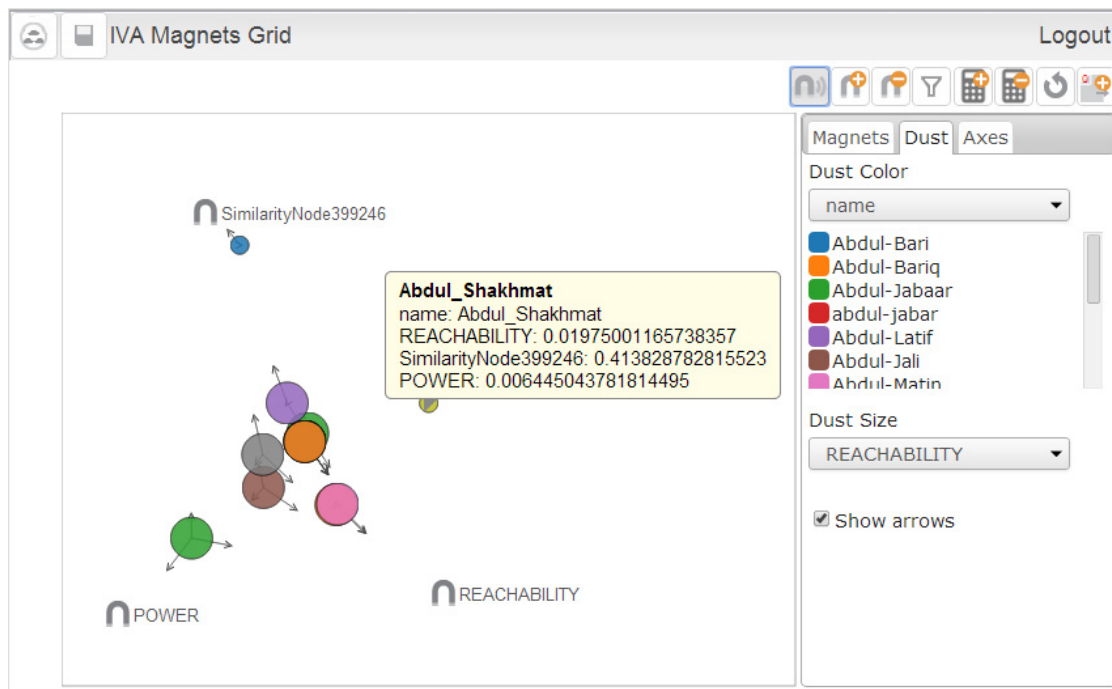 IVA Magnets Grid
Logout
Magnets Dust Axes
Dust Color
name
Abdul-Bari
Abdul-Bariq
Abdul-Jabaar
abdul-jabar
Abdul-Latif
Abdul-Jali
Abdul-Matin
Dust Size
REACHABILITY
Show arrows
SimilarityNode399246
Abdul_Shakhmat
name: Abdul_Shakhmat
REACHABILITY: 0.01975001165738357
SimilarityNode399246: 0.413828782815523
POWER: 0.006445043781814495
REACHABILITY
POWER